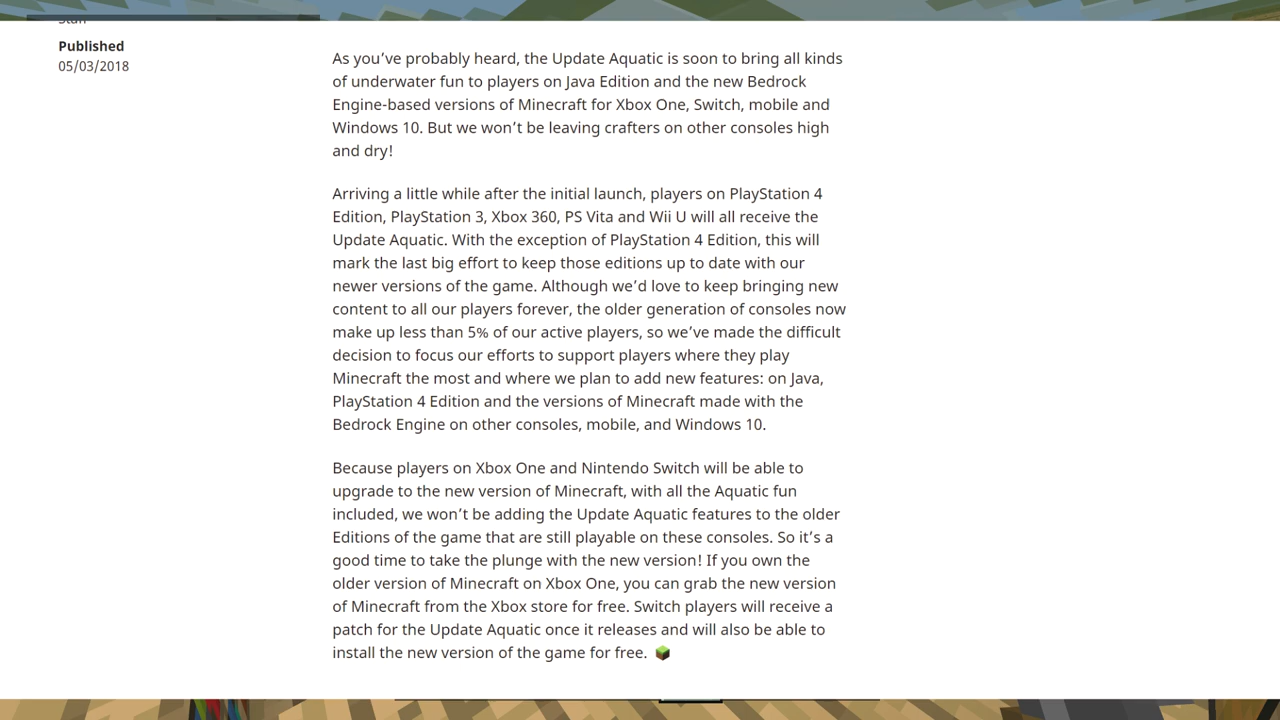 Staff
Published
05/03/2018
As you’ve probably heard, the Update Aquatic is soon to bring all kinds
of underwater fun to players on Java Edition and the new Bedrock
Engine-based versions of Minecraft for Xbox One, Switch, mobile and
Windows 10. But we won’t be leaving crafters on other consoles high
and dry!
Arriving a little while after the initial launch, players on PlayStation 4
Edition, PlayStation 3, Xbox 360, PS Vita and Wii U will all receive the
Update Aquatic. With the exception of PlayStation 4 Edition, this will
mark the last big effort to keep those editions up to date with our
newer versions of the game. Although we’d love to keep bringing new
content to all our players forever, the older generation of consoles now
make up less than 5% of our active players, so we’ve made the difficult
decision to focus our efforts to support players where they play
Minecraft the most and where we plan to add new features: on Java,
PlayStation 4 Edition and the versions of Minecraft made with the
Bedrock Engine on other consoles, mobile, and Windows 10.
Because players on Xbox One and Nintendo Switch will be able to
upgrade to the new version of Minecraft, with all the Aquatic fun
included, we won’t be adding the Update Aquatic features to the older
Editions of the game that are still playable on these consoles. So it’s a
good time to take the plunge with the new version! If you own the
older version of Minecraft on Xbox One, you can grab the new version
of Minecraft from the Xbox store for free. Switch players will receive a
patch for the Update Aquatic once it releases and will also be able to
install the new version of the game for free.